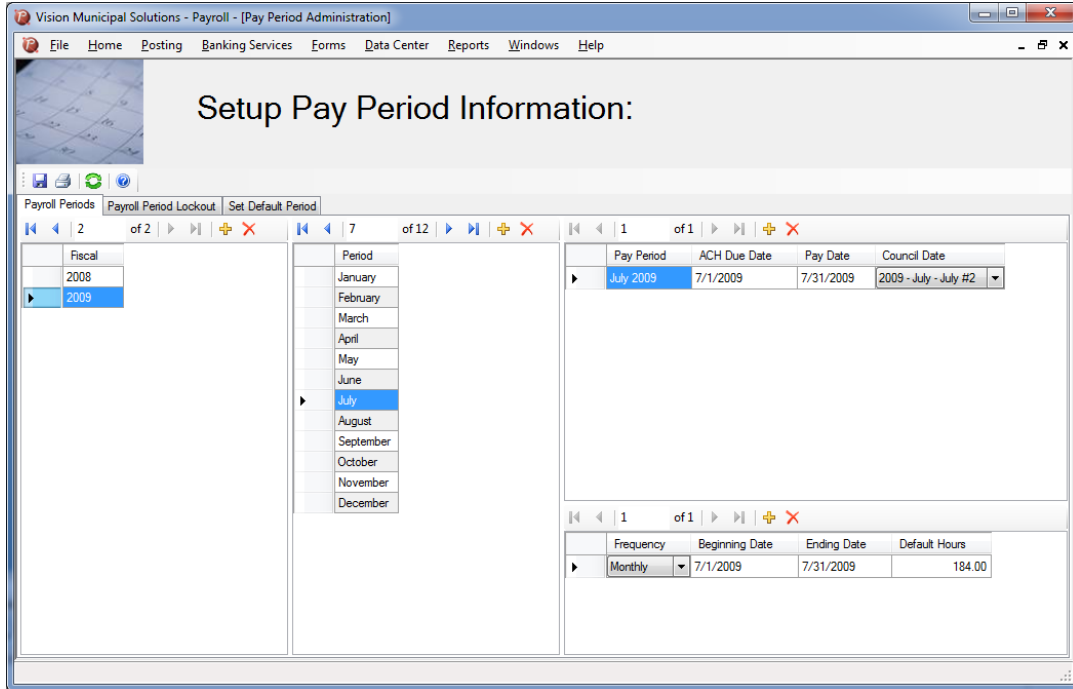 Vision Municipal Solutions - Payroll - [Pay Period Administration]
File Home Posting Banking Services Forms Data Center Reports Windows Help
Setup Pay Period Information:
Payroll Periods Payroll Period Lockout Set Default Period
2 of 2
Fiscal
2008
2009
7 of 12
Period
January
February
March
April
May
June
July
August
September
October
November
December
1 of 1
Pay Period ACH Due Date Pay Date Council Date
July 2009 7/1/2009 7/31/2009 2009 - July - July #2
1 of 1
Frequency Beginning Date Ending Date Default Hours
Monthly 7/1/2009 7/31/2009 184.00